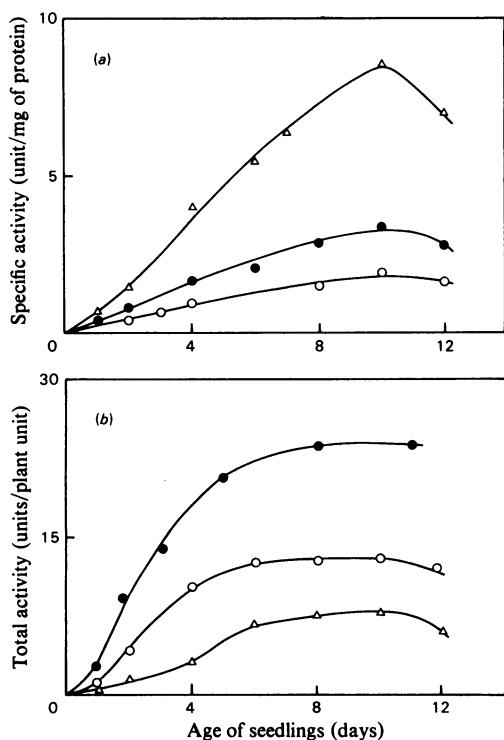 10
(a)
Specific activity (unit/mg of protein)
5
0
4
8
12
30
(b)
Total activity (units/plant unit)
15
0
4
8
12
Age of seedlings (days)